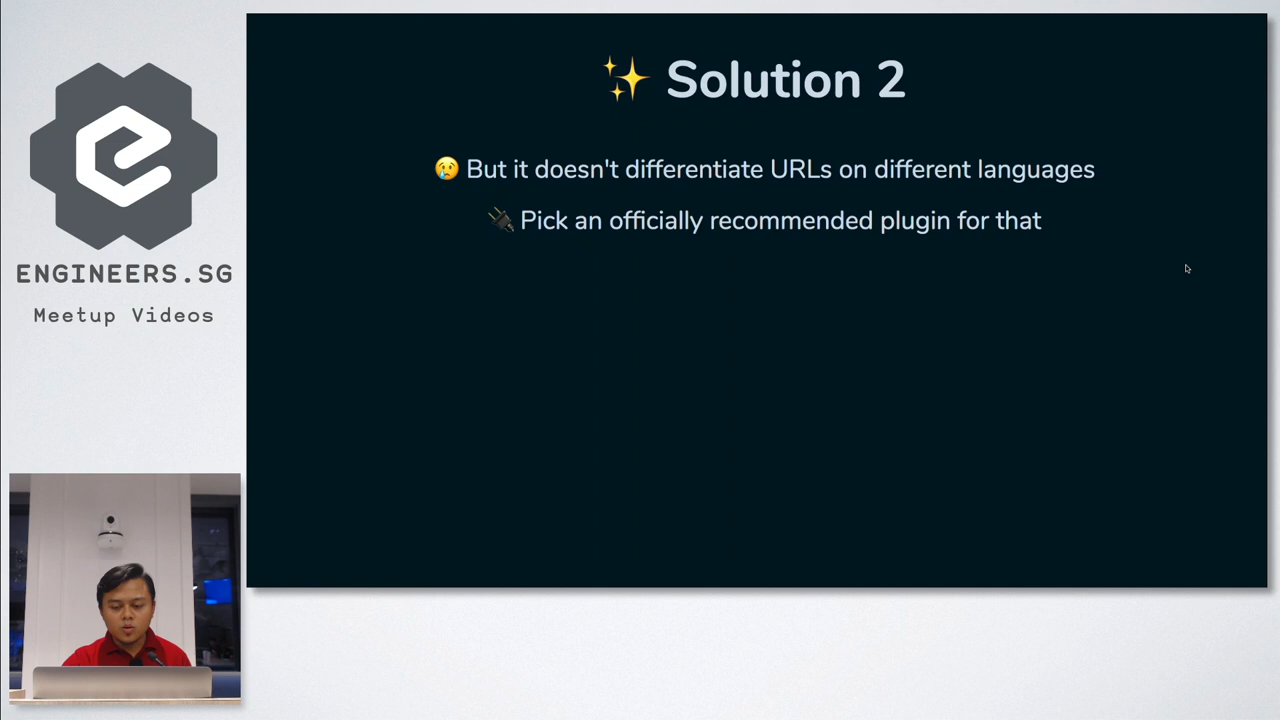 ✨ Solution 2
😢 But it doesn't differentiate URLs on different languages
🔌 Pick an officially recommended plugin for that
ENGINEERS.SG
Meetup Videos